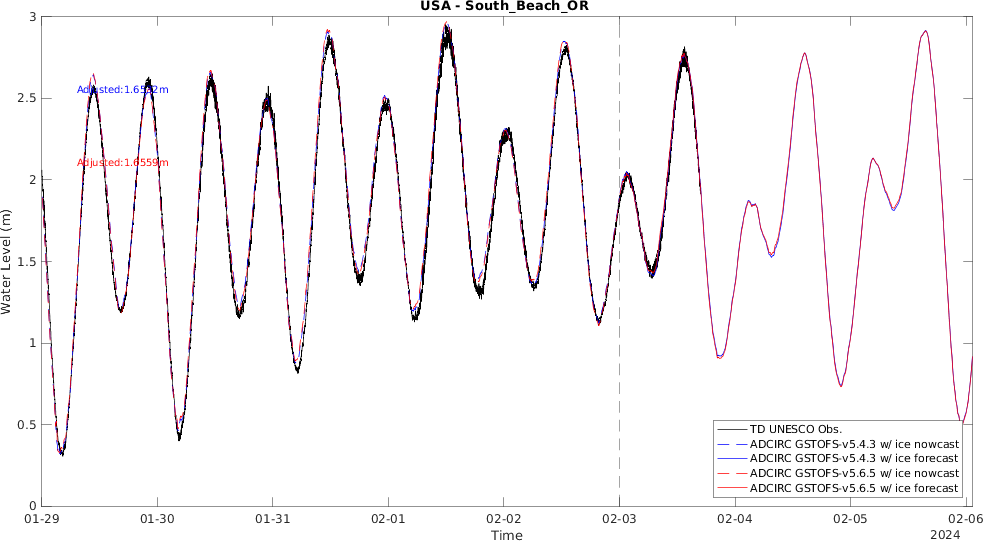 USA - South_Beach_OR
3
2.5
2
1.5
1
0.5
0
Water Level (m)
Adjusted:1.6592m
Adjusted:1.6559m
TD UNESCO Obs.
ADCIRC GSTOFS-v5.4.3 w/ ice nowcast
ADCIRC GSTOFS-v5.4.3 w/ ice forecast
ADCIRC GSTOFS-v5.6.5 w/ ice nowcast
ADCIRC GSTOFS-v5.6.5 w/ ice forecast
01-29 01-30 01-31 02-01 02-02 02-03 02-04 02-05 02-06
2024
Time